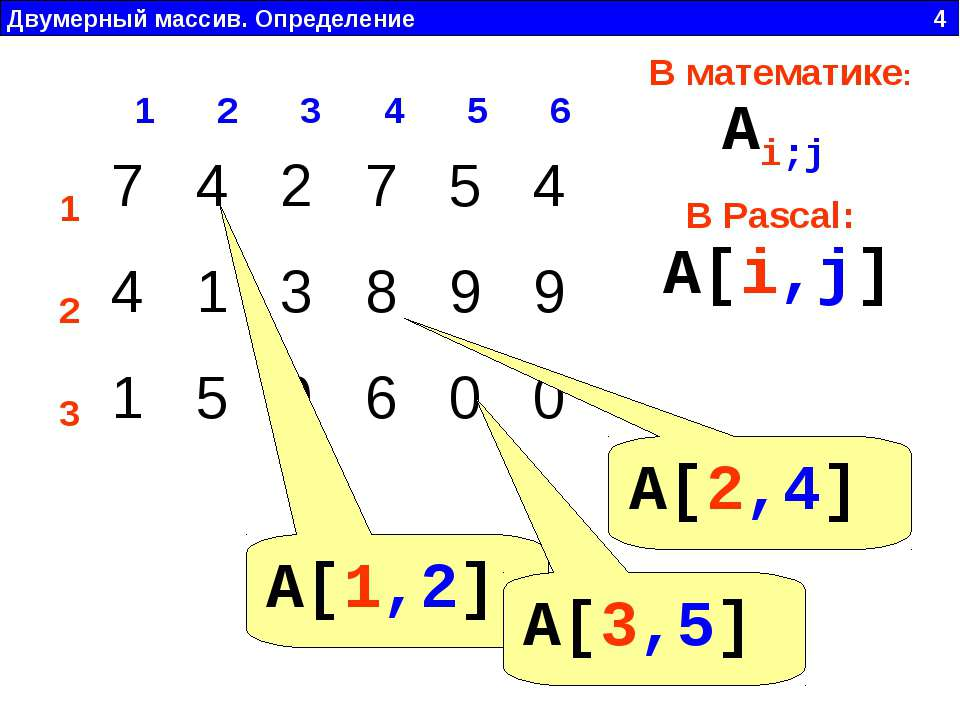 Двумерный массив. Определение 4
В математике:
Ai;j
В Pascal:
A[i,j]
1 2 3 4 5 6
1 7 4 2 7 5 4
2 4 1 3 8 9 9
3 1 5 6 0 0
A[2,4]
A[1,2]
A[3,5]